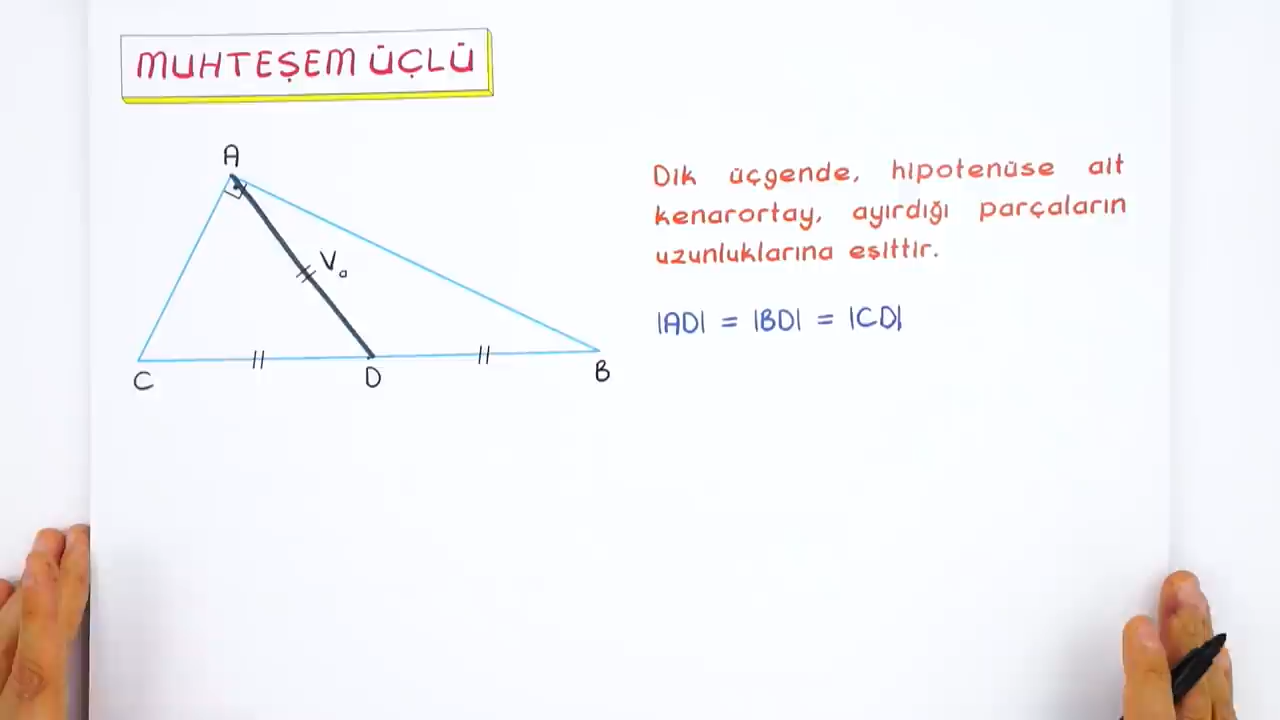 MUHTEŞEM ÜÇLÜ
A
Dik üçgende, hipotenüse ait
kenarortay, ayırdığı parçaların
uzunluklarına eşittir.
Va
|AD| = |BD| = |CD|
C
D
B